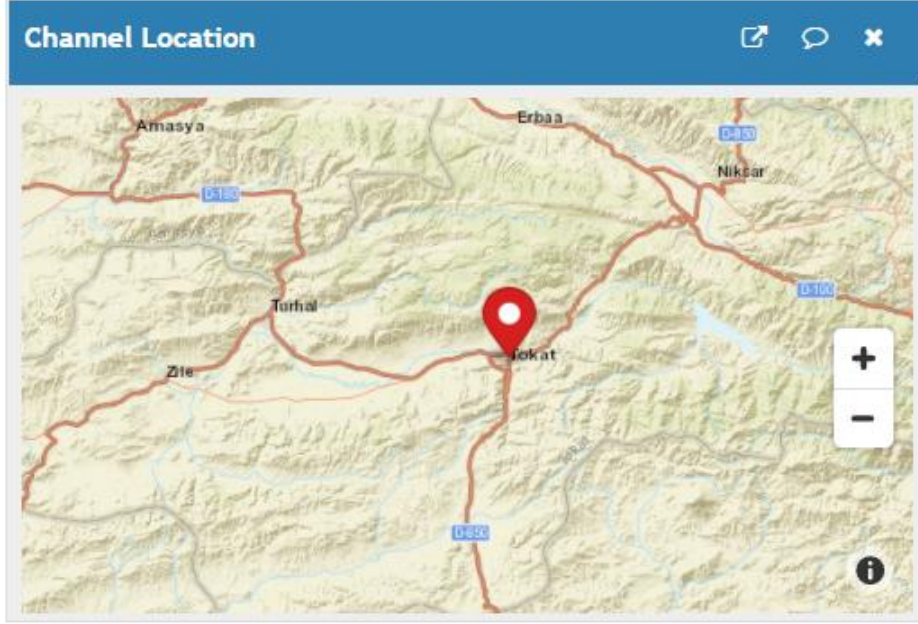 Channel Location
Amasya
Erbaa
D-850
Niksar
D-180
Turhal
D-100
Tokat
Zile
+
−
D-850
i